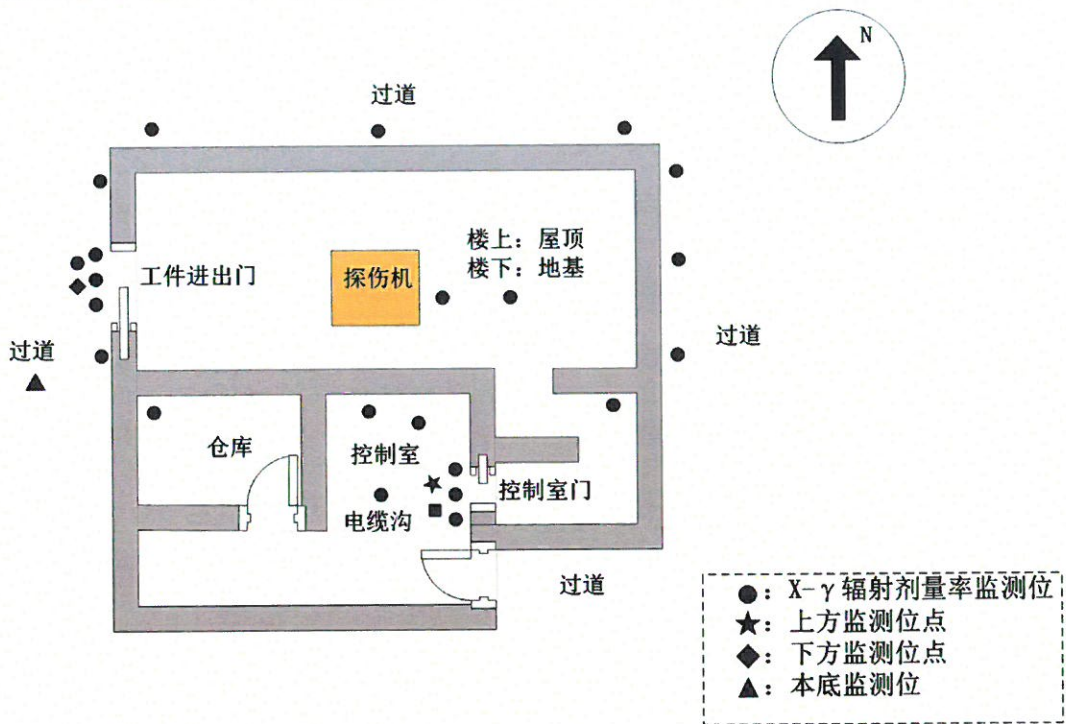 N
过道
楼上：屋顶
楼下：地基
工件进出门
探伤机
过道
过道
仓库
控制室
控制室门
电缆沟
过道
●：X-γ辐射剂量率监测位
★：上方监测位点
◆：下方监测位点
▲：本底监测位